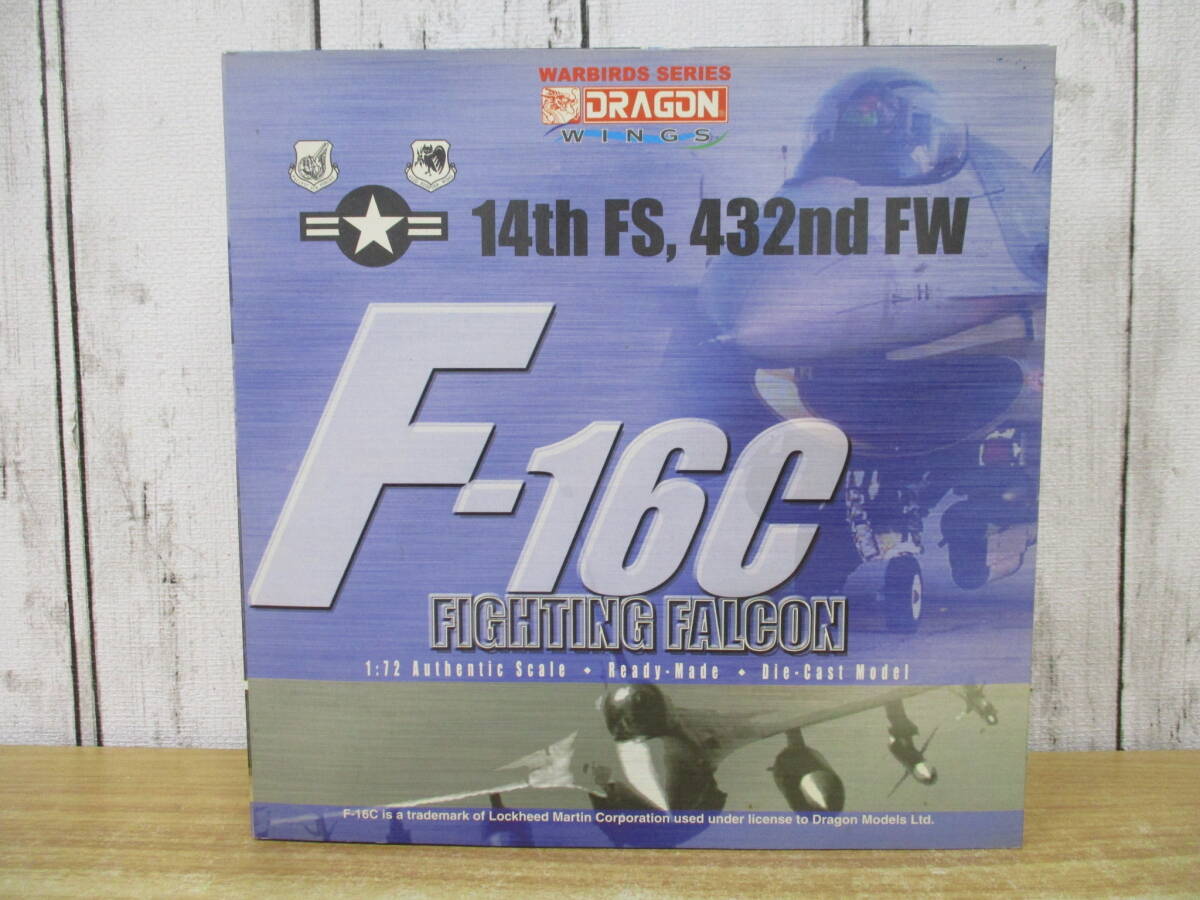 WARBIRDS SERIES
DRAGON
WINGS
14th FS, 432nd FW
F-16C
FIGHTING FALCON
1:72 Authentic Scale • Ready-Made • Die-Cast Model
F-16C is a trademark of Lockheed Martin Corporation used under license to Dragon Models Ltd.